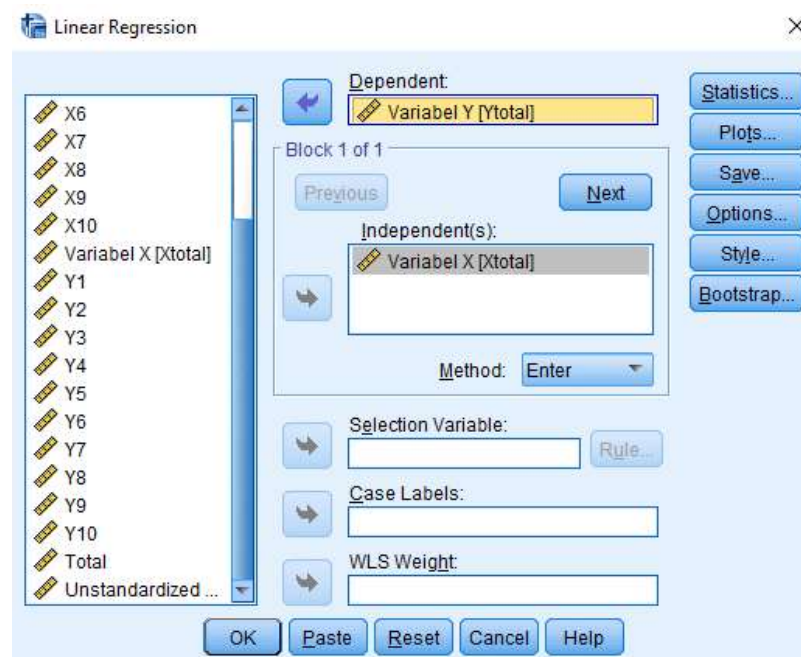 Linear Regression
X6
X7
X8
X9
X10
Variabel X [Xtotal]
Y1
Y2
Y3
Y4
Y5
Y6
Y7
Y8
Y9
Y10
Total
Unstandardized ...
Dependent:
Variabel Y [Ytotal]
Block 1 of 1
Previous
Next
Independent(s):
Variabel X [Xtotal]
Method: Enter
Selection Variable:
Rule...
Case Labels:
WLS Weight:
Statistics...
Plots...
Save...
Options...
Style...
Bootstrap...
OK Paste Reset Cancel Help